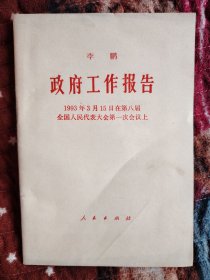 李 鹏
政府工作报告
1993年3月15日在第八届
全国人民代表大会第一次会议上
人民出版社